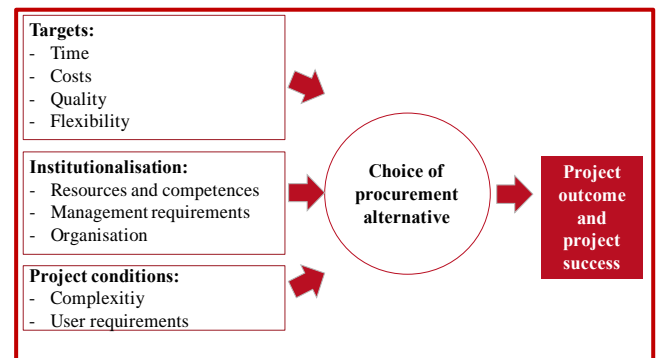 Targets:
- Time
- Costs
- Quality
- Flexibility
Institutionalisation:
- Resources and competences
- Management requirements
- Organisation
Project conditions:
- Complexitiy
- User requirements
Choice of
procurement
alternative
Project
outcome
and
project
success